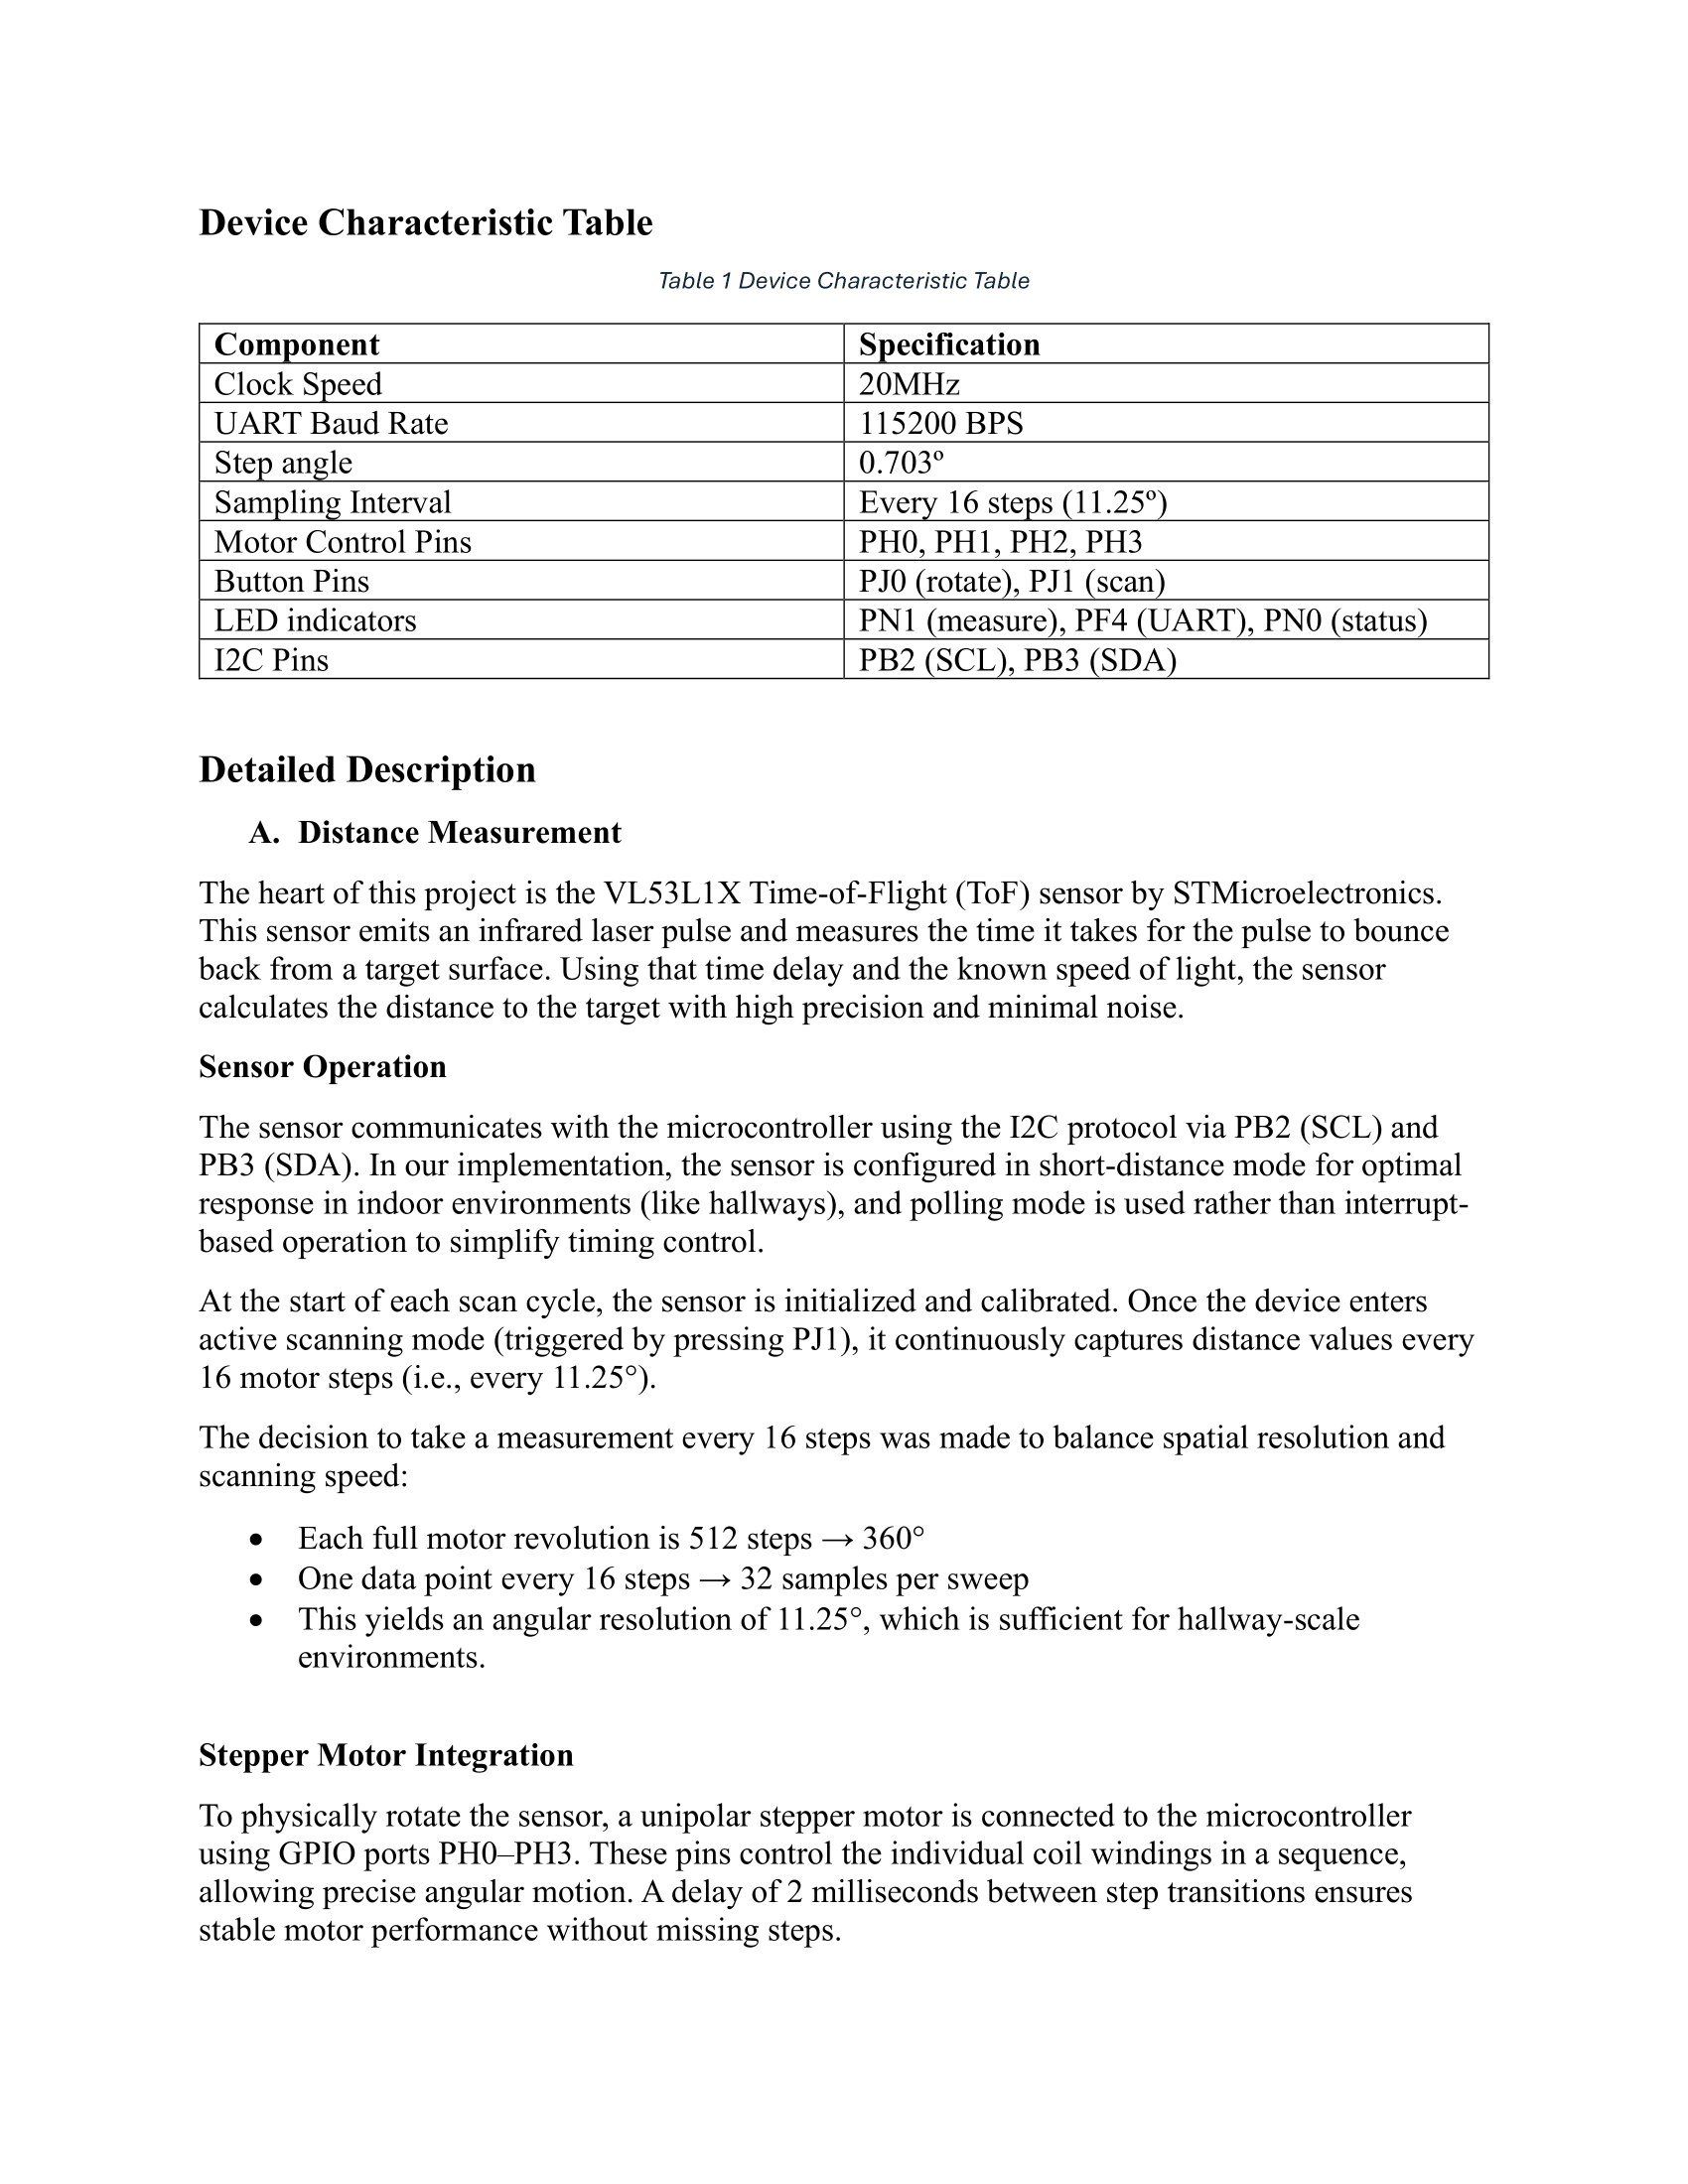 Device Characteristic Table
Table 1 Device Characteristic Table
Component Specification
Clock Speed 20MHz
UART Baud Rate 115200 BPS
Step angle 0.703º
Sampling Interval Every 16 steps (11.25º)
Motor Control Pins PH0, PH1, PH2, PH3
Button Pins PJ0 (rotate), PJ1 (scan)
LED indicators PN1 (measure), PF4 (UART), PN0 (status)
I2C Pins PB2 (SCL), PB3 (SDA)
Detailed Description
A. Distance Measurement
The heart of this project is the VL53L1X Time-of-Flight (ToF) sensor by STMicroelectronics.
This sensor emits an infrared laser pulse and measures the time it takes for the pulse to bounce
back from a target surface. Using that time delay and the known speed of light, the sensor
calculates the distance to the target with high precision and minimal noise.
Sensor Operation
The sensor communicates with the microcontroller using the I2C protocol via PB2 (SCL) and
PB3 (SDA). In our implementation, the sensor is configured in short-distance mode for optimal
response in indoor environments (like hallways), and polling mode is used rather than interrupt-
based operation to simplify timing control.
At the start of each scan cycle, the sensor is initialized and calibrated. Once the device enters
active scanning mode (triggered by pressing PJ1), it continuously captures distance values every
16 motor steps (i.e., every 11.25°).
The decision to take a measurement every 16 steps was made to balance spatial resolution and
scanning speed:
• Each full motor revolution is 512 steps → 360°
• One data point every 16 steps → 32 samples per sweep
• This yields an angular resolution of 11.25°, which is sufficient for hallway-scale
environments.
Stepper Motor Integration
To physically rotate the sensor, a unipolar stepper motor is connected to the microcontroller
using GPIO ports PH0–PH3. These pins control the individual coil windings in a sequence,
allowing precise angular motion. A delay of 2 milliseconds between step transitions ensures
stable motor performance without missing steps.